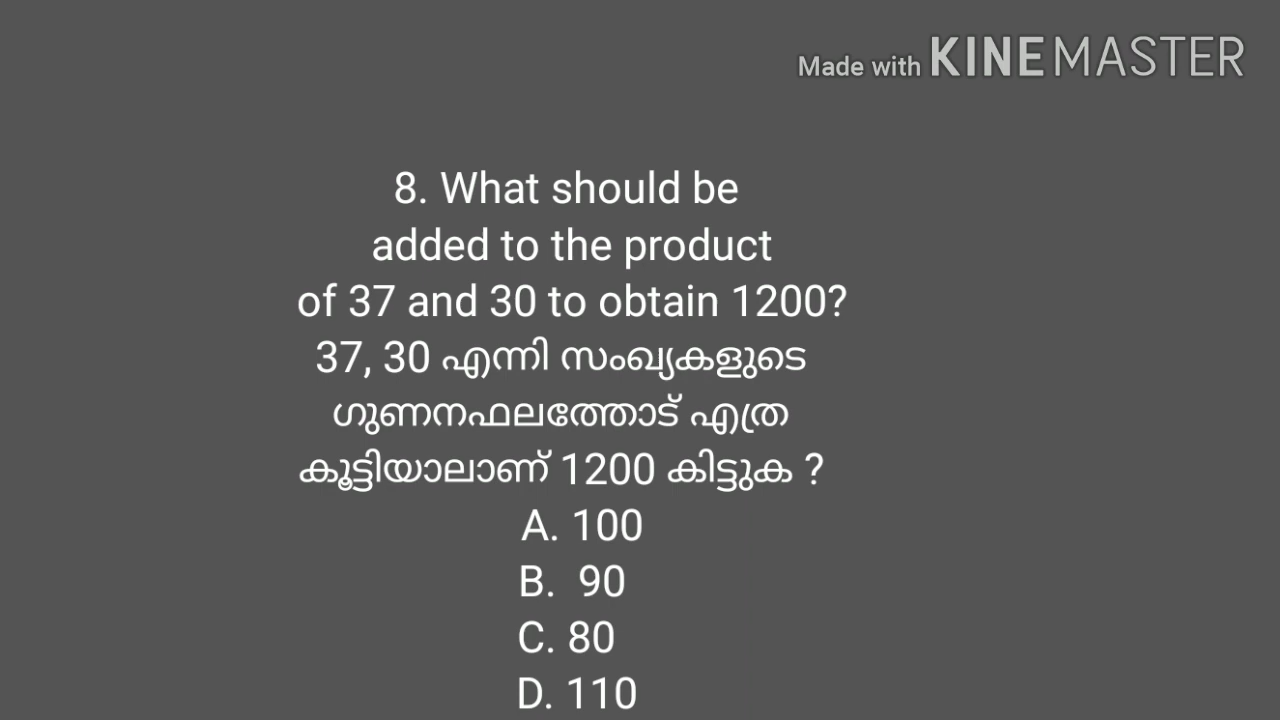 Made with KINEMASTER
8. What should be
added to the product
of 37 and 30 to obtain 1200?
37, 30 എന്നി സംഖ്യകളുടെ
ഗുണനഫലത്തോട് എത്ര
കൂട്ടിയാലാണ് 1200 കിട്ടുക ?
A. 100
B. 90
C. 80
D. 110